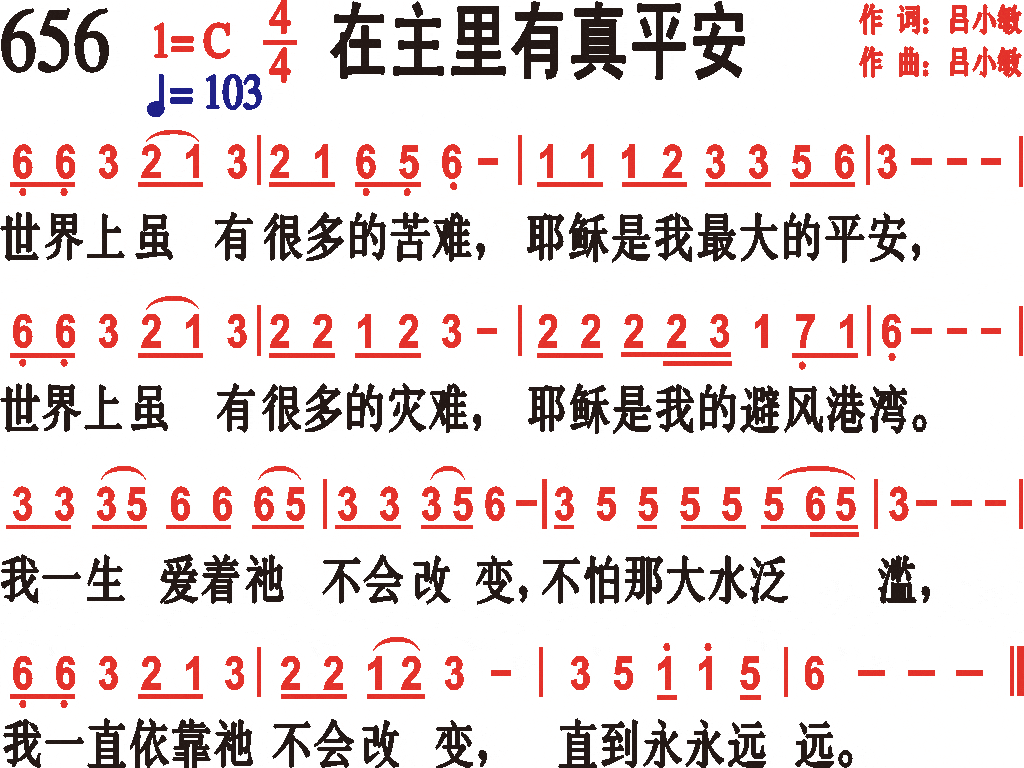 656 1=C 4/4 在主里有真平安 作 词：吕小敏
♩=103 作 曲：吕小敏
6 6 3 2 1 3 | 2 1 6 5 6 − | 1 1 1 2 3 3 5 6 | 3 − − − |
世界上虽 有很多的苦难， 耶稣是我最大的平安，
6 6 3 2 1 3 | 2 2 1 2 3 − | 2 2 2 2 3 1 7 1 | 6 − − − |
世界上虽 有很多的灾难， 耶稣是我的避风港湾。
3 3 3 5 6 6 6 5 | 3 3 3 5 6 − | 3 5 5 5 5 5 6 5 | 3 − − − |
我一生 爱着祂 不会改 变，不怕那大水泛 滥，
6 6 3 2 1 3 | 2 2 1 2 3 − | 3 5 1 1 5 | 6 − − − ‖
我一直依靠祂 不会改 变， 直到永永远 远。